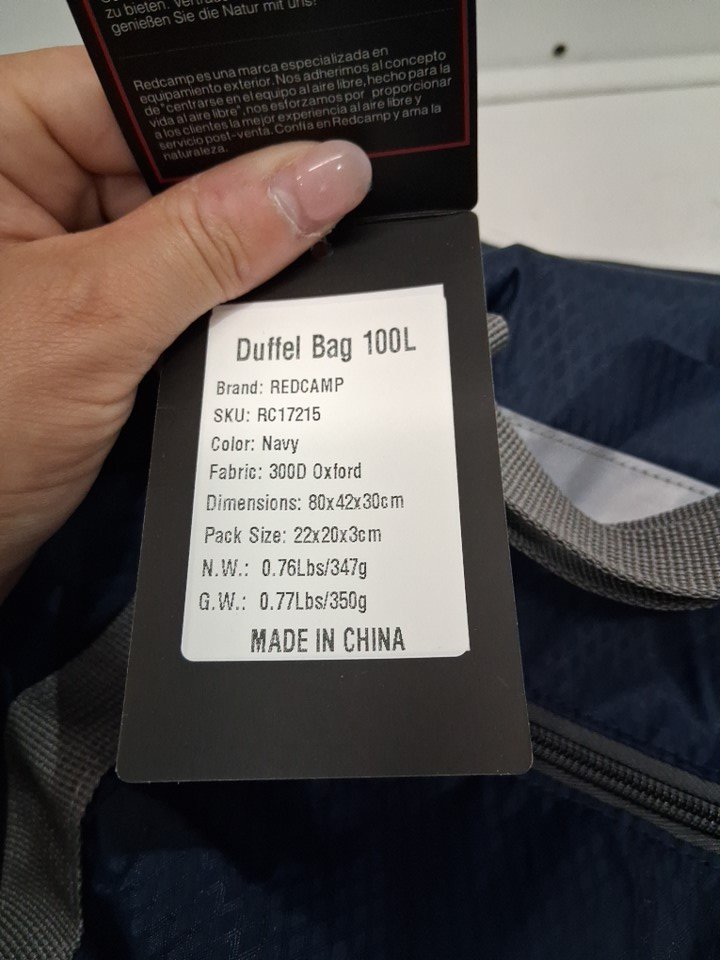 zu bieten.
genießen Sie die Natur mit uns!
Redcamp es una marca especializada en
equipamiento exterior. Nos adherimos al concepto
de "centrarse en el equipo al aire libre, hecho para la
vida al aire libre", nos esforzamos por proporcionar
a los clientes la mejor experiencia al aire libre y
servicio post-venta. Confía en Redcamp y ama la
naturaleza.
Duffel Bag 100L
Brand: REDCAMP
SKU: RC17215
Color: Navy
Fabric: 300D Oxford
Dimensions: 80x42x30cm
Pack Size: 22x20x3cm
N.W.: 0.76Lbs/347g
G.W.: 0.77Lbs/350g
MADE IN CHINA